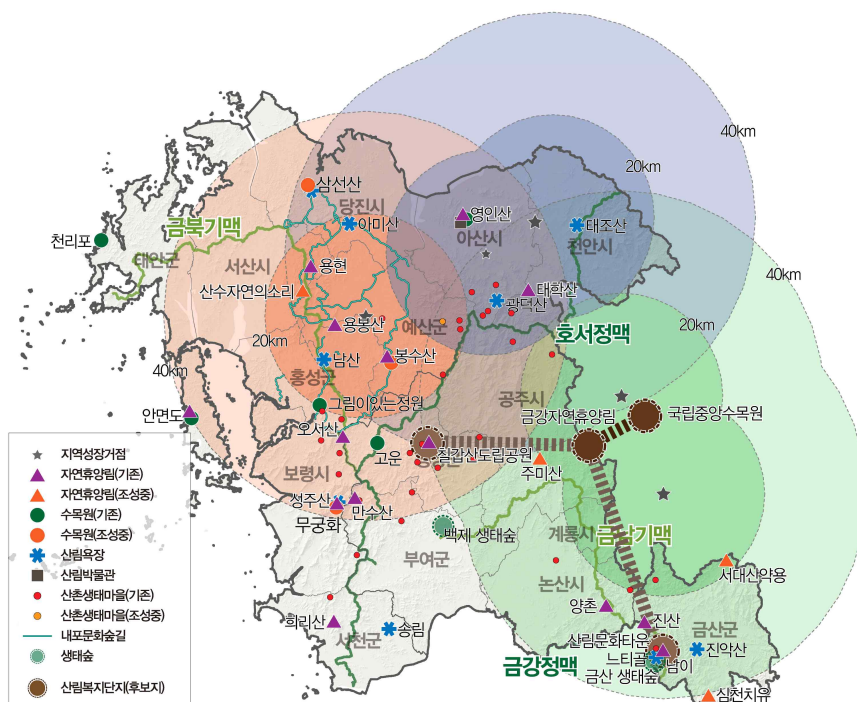 40km
20km
삼선산
당진시
아미산
영인산
아산시
태조산
천안시
금북기맥
천리포
태안군
서산시
용현
산수자연의소리
태학산
광덕산
40km
용봉산
예산군
호서정맥
20km
20km
남산
봉수산
40km
홍성군
공주시
그림이있는정원
금강자연휴양림
국립중앙수목원
안면도
오서산
고운
칠갑산도립공원
주미산
보령시
성주산
만수산
무궁화
백제 생태숲
계룡시
금남기맥
부여군
논산시
서대산약용
양촌
희리산
서천군
송림
진산
금산군
산림문화타운
느티골
남이
진악산
금강정맥
금산 생태숲
심천치유
지역성장거점
자연휴양림(기존)
자연휴양림(조성중)
수목원(기존)
수목원(조성중)
산림욕장
산림박물관
산촌생태마을(기존)
산촌생태마을(조성중)
내포문화숲길
생태숲
산림복지단지(후보지)